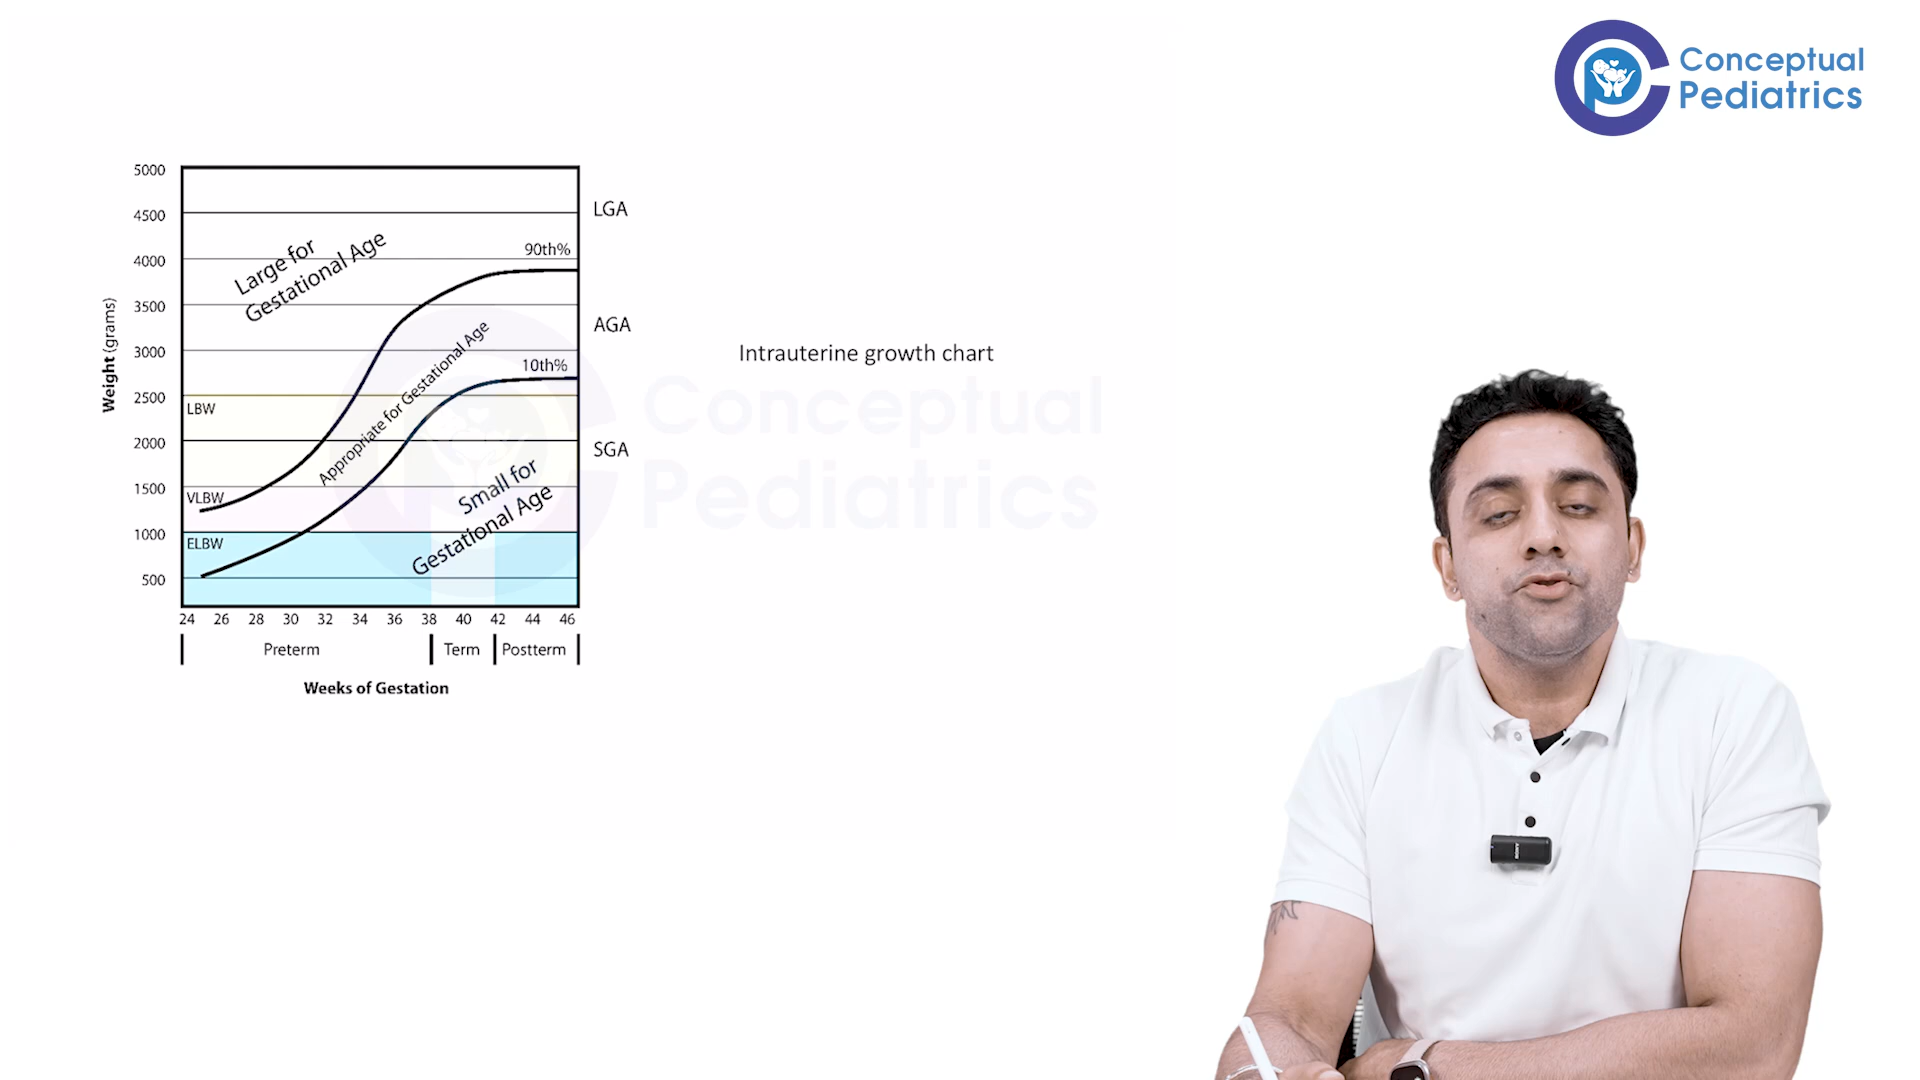 Conceptual
Pediatrics
5000
4500
4000
3500
3000
2500
2000
1500
1000
500
Weight (grams)
LBW
VLBW
ELBW
Large for
Gestational Age
Appropriate for Gestational Age
Small for
Gestational Age
90th%
10th%
LGA
AGA
SGA
24 26 28 30 32 34 36 38 40 42 44 46
Preterm Term Postterm
Weeks of Gestation
Intrauterine growth chart
Conceptual
Pediatrics
SONY